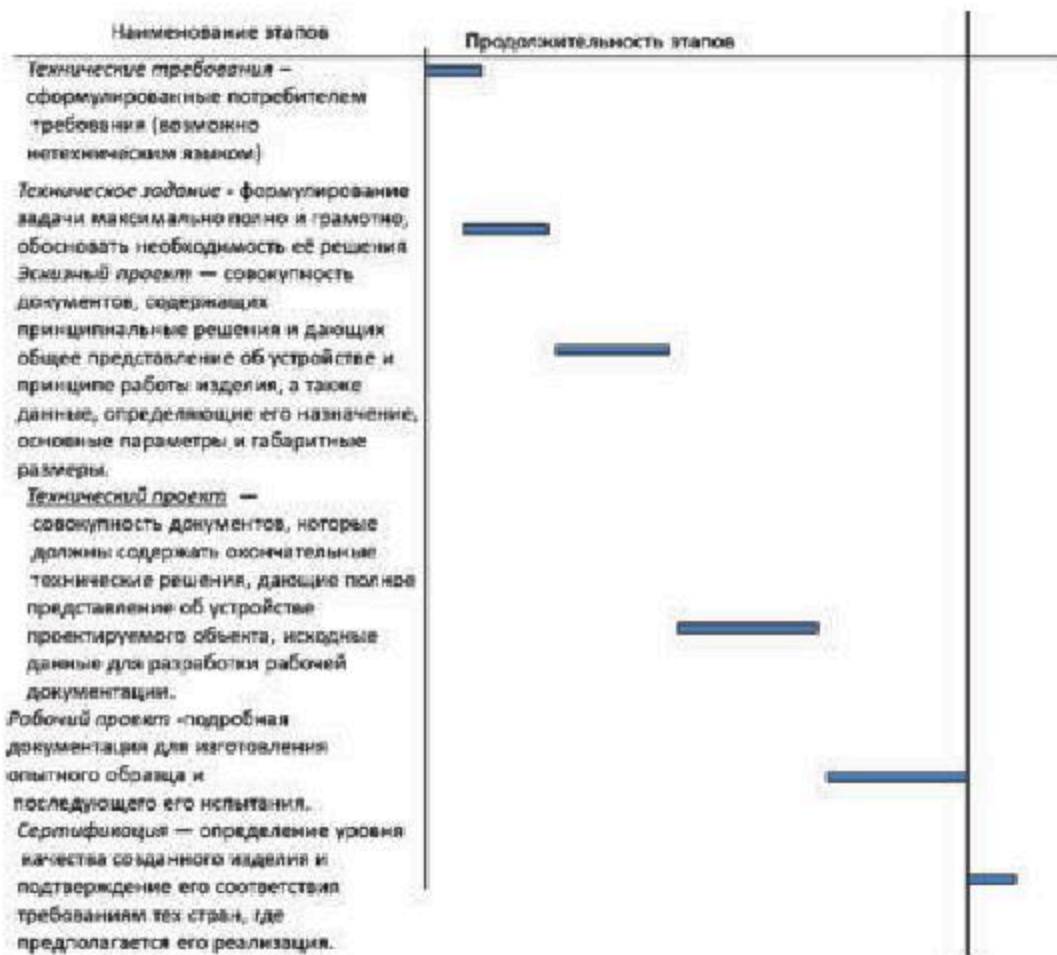 Наименование этапов
Продолжительность этапов
Технические требования –
сформулированные потребителем
требования (возможно
нетехническим языком)
Техническое задание - формулирование
задачи максимально полно и грамотно,
обосновать необходимость её решения
Эскизный проект — совокупность
документов, содержащих
принципиальные решения и дающих
общее представление об устройстве и
принципе работы изделия, а также
данные, определяющие его назначение,
основные параметры и габаритные
размеры.
Технический проект —
совокупность документов, которые
должны содержать окончательные
технические решения, дающие полное
представление об устройстве
проектируемого объекта, исходные
данные для разработки рабочей
документации.
Рабочий проект -подробная
документация для изготовления
опытного образца и
последующего его испытания.
Сертификация — определение уровня
качества созданного изделия и
подтверждение его соответствия
требованиям тех стран, где
предполагается его реализация.